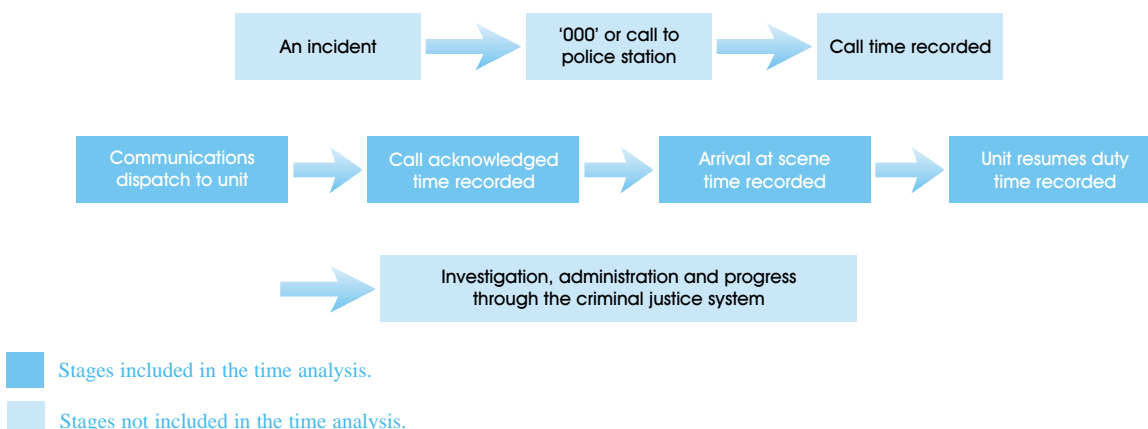 An incident
‘000’ or call to
police station
Call time recorded
Communications
dispatch to unit
Call acknowledged
time recorded
Arrival at scene
time recorded
Unit resumes duty
time recorded
Investigation, administration and progress
through the criminal justice system
Stages included in the time analysis.
Stages not included in the time analysis.